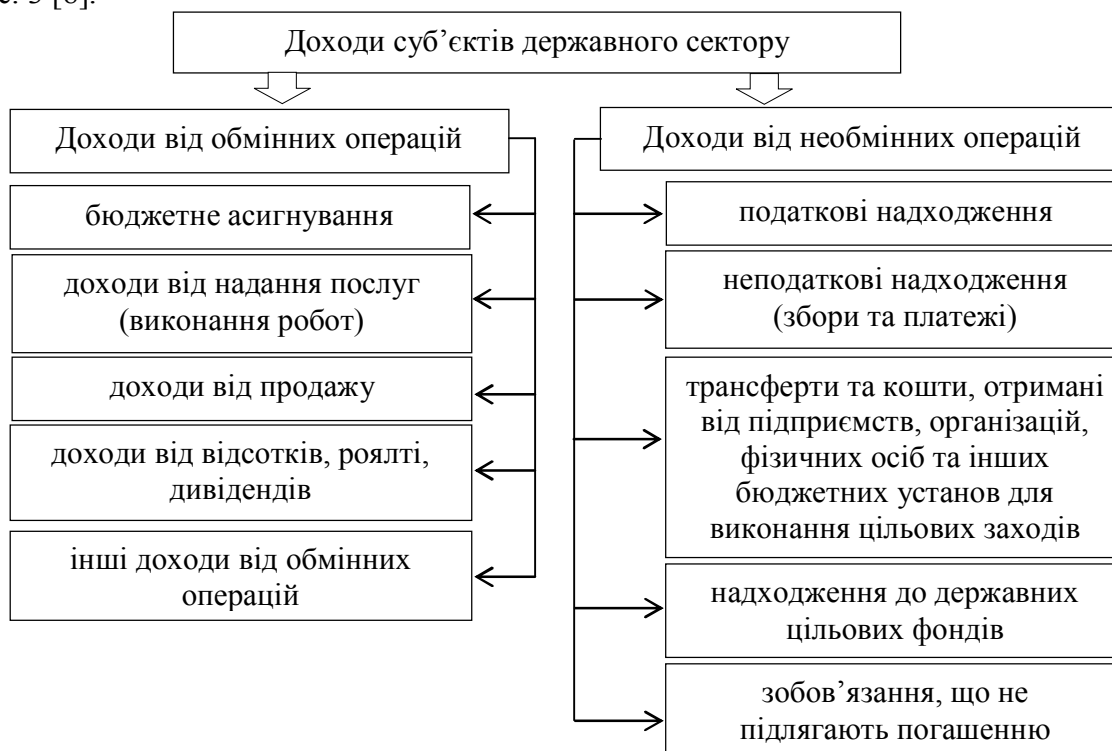 с. 5 [6].
Доходи суб’єктів державного сектору
Доходи від обмінних операцій
бюджетне асигнування
доходи від надання послуг
(виконання робот)
доходи від продажу
доходи від відсотків, роялті,
дивідендів
інші доходи від обмінних
операцій
Доходи від необмінних операцій
податкові надходження
неподаткові надходження
(збори та платежі)
трансферти та кошти, отримані
від підприємств, організацій,
фізичних осіб та інших
бюджетних установ для
виконання цільових заходів
надходження до державних
цільових фондів
зобов’язання, що не
підлягають погашенню